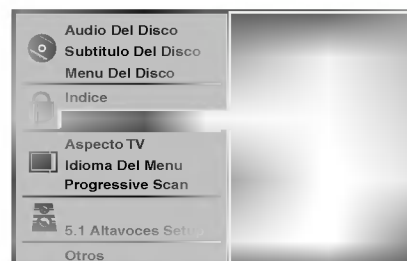 Audio Del Disco
Subtitulo Del Disco
Menu Del Disco
Indice
Aspecto TV
Idioma Del Menu
Progressive Scan
5.1 Altavoces Setup
Otros